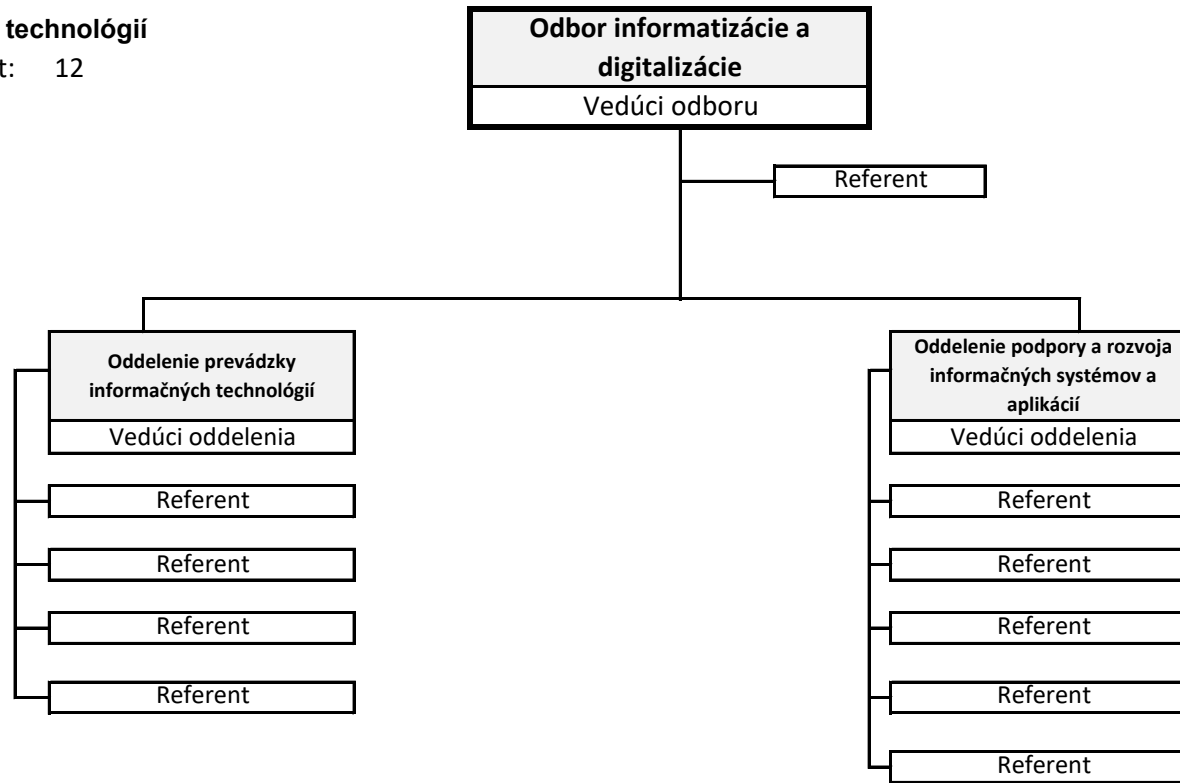 technológií
t: 12
Odbor informatizácie a
digitalizácie
Vedúci odboru
Referent
Oddelenie prevádzky
informačných technológií
Vedúci oddelenia
Referent
Referent
Referent
Referent
Oddelenie podpory a rozvoja
informačných systémov a
aplikácií
Vedúci oddelenia
Referent
Referent
Referent
Referent
Referent